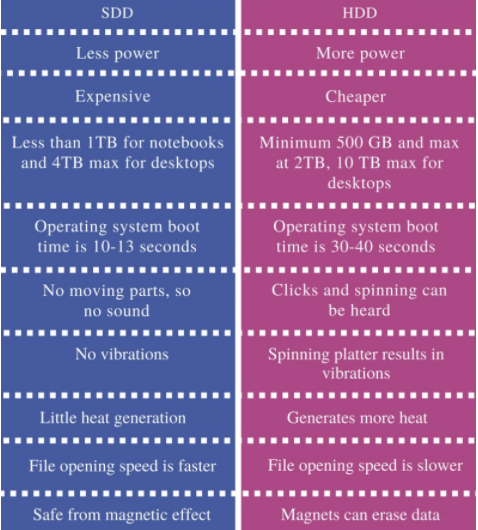 SDD
HDD
Less power
More power
Expensive
Cheaper
Less than 1TB for notebooks
and 4TB max for desktops
Minimum 500 GB and max
at 2TB, 10 TB max for
desktops
Operating system boot
time is 10-13 seconds
Operating system boot
time is 30-40 seconds
No moving parts, so
no sound
Clicks and spinning can
be heard
No vibrations
Spinning platter results in
vibrations
Little heat generation
Generates more heat
File opening speed is faster
File opening speed is slower
Safe from magnetic effect
Magnets can erase data